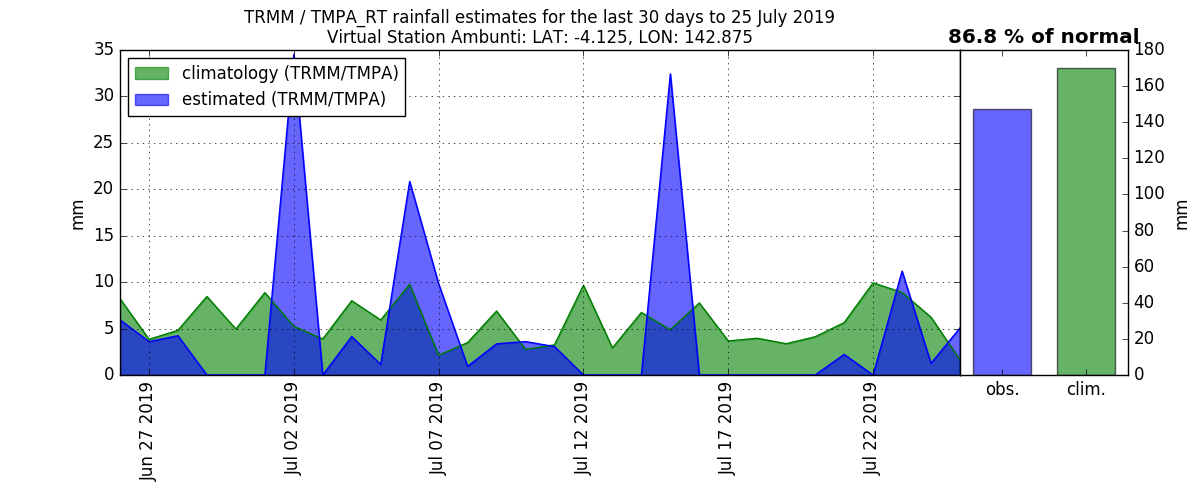 TRMM / TMPA_RT rainfall estimates for the last 30 days to 25 July 2019
Virtual Station Ambunti: LAT: -4.125, LON: 142.875
86.8 % of normal
climatology (TRMM/TMPA)
estimated (TRMM/TMPA)
mm
35
30
25
20
15
10
5
0
Jun 27 2019
Jul 02 2019
Jul 07 2019
Jul 12 2019
Jul 17 2019
Jul 22 2019
obs.
clim.
180
160
140
120
100
80
60
40
20
0
mm